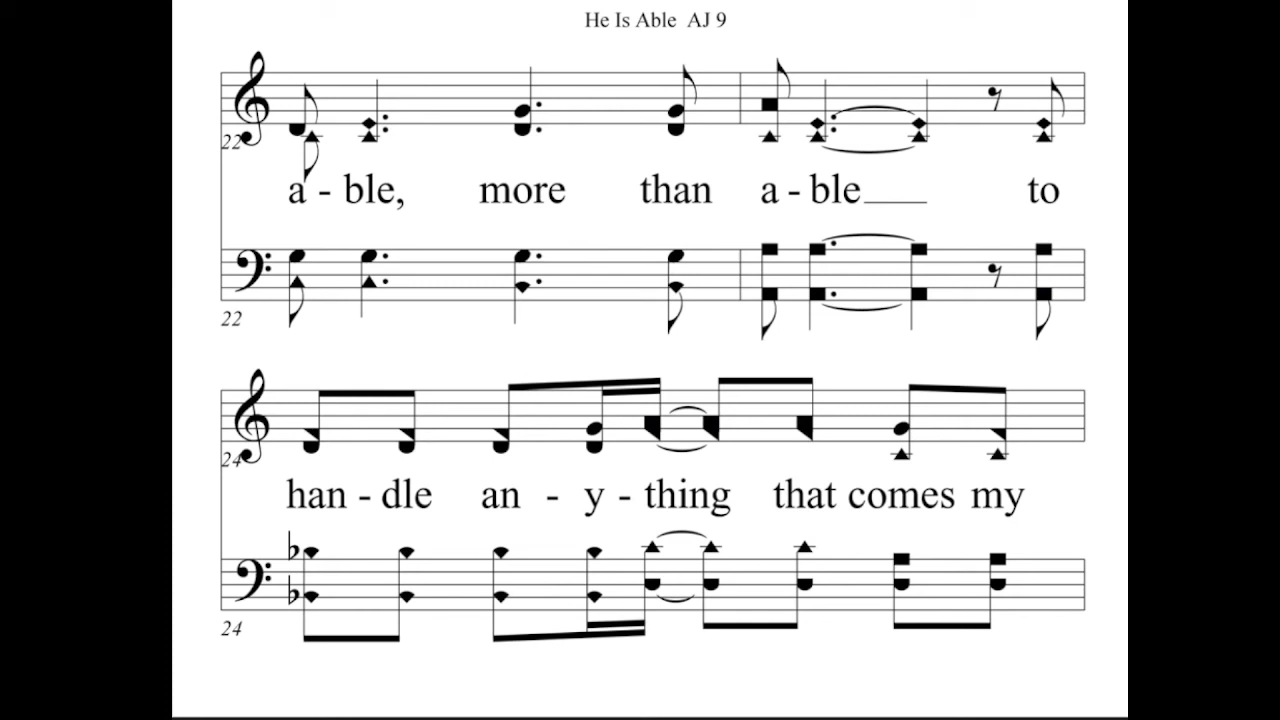 He Is Able AJ 9
22
a - ble, more than a - ble____ to
22
24
han - dle an - y - thing that comes my
24